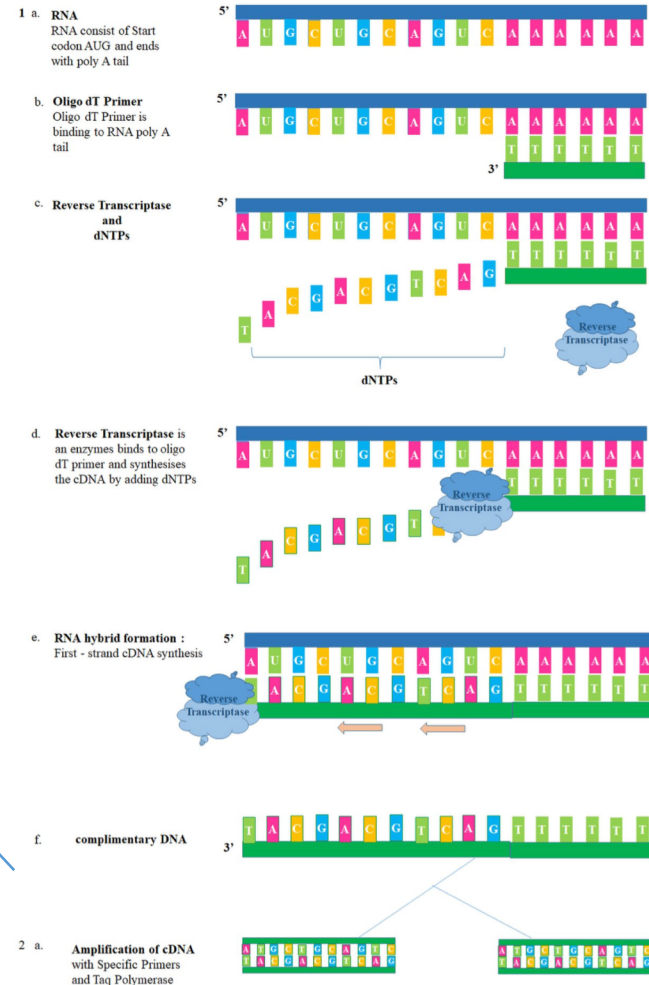 1 a. RNA
RNA consist of Start
codon AUG and ends
with poly A tail
5’
A U G C U G C A G U C A A A A A A
b. Oligo dT Primer
Oligo dT Primer is
binding to RNA poly A
tail
5’
A U G C U G C A G U C A A A A A A
T T T T T T
3’
c. Reverse Transcriptase
and
dNTPs
5’
A U G C U G C A G U C A A A A A A
T T T T T T
T A C G A C G T C A G
Reverse
Transcriptase
dNTPs
d. Reverse Transcriptase is
an enzymes binds to oligo
dT primer and synthesises
the cDNA by adding dNTPs
5’
A U G C U G C A G U C A A A A A A
T T T T T T
Reverse
Transcriptase
T A C G A C G T
e. RNA hybrid formation :
First - strand cDNA synthesis
5’
A U G C U G C A G U C A A A A A A
A C G A C G T C A G T T T T T T
Reverse
Transcriptase
f. complimentary DNA
T A C G A C G T C A G T T T T T T
3’
2 a. Amplification of cDNA
with Specific Primers
and Taq Polymerase
A T G C T G C A G T C
T A C G A C G T C A G
A T G C T G C A G T C
T A C G A C G T C A G